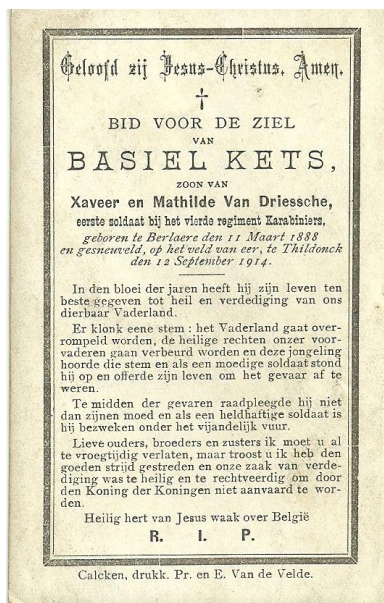 Geloofd zij Jesus-Christus. Amen.
BID VOOR DE ZIEL
VAN
BASIEL KETS,
ZOON VAN
Xaveer en Mathilde Van Driessche,
eerste soldaat bij het vierde regiment Karabiniers,
geboren te Berlaere den 11 Maart 1888
en gesneuveld, op het veld van eer, te Thildonck
den 12 September 1914.
In den bloei der jaren heeft hij zijn leven ten
beste gegeven tot heil en verdediging van ons
dierbaar Vaderland.
Er klonk eene stem : het Vaderland gaat over-
rompeld worden, de heilige rechten onzer voor-
vaderen gaan verbeurd worden en deze jongeling
hoorde die stem en als een moedige soldaat stond
hij op en offerde zijn leven om het gevaar af te
weren.
Te midden der gevaren raadpleegde hij niet
dan zijnen moed en als een heldhaftige soldaat is
hij bezweken onder het vijandelijk vuur.
Lieve ouders, broeders en zusters ik moet u al
te vroegtijdig verlaten, maar troost u ik heb den
goeden strijd gestreden en onze zaak van verde-
diging was te heilig en te rechtveerdig om door
den Koning der Koningen niet aanvaard te wor-
den.
Heilig hert van Jesus waak over België
R. I. P.
Calcken, drukk. Pr. en E. Van de Velde.